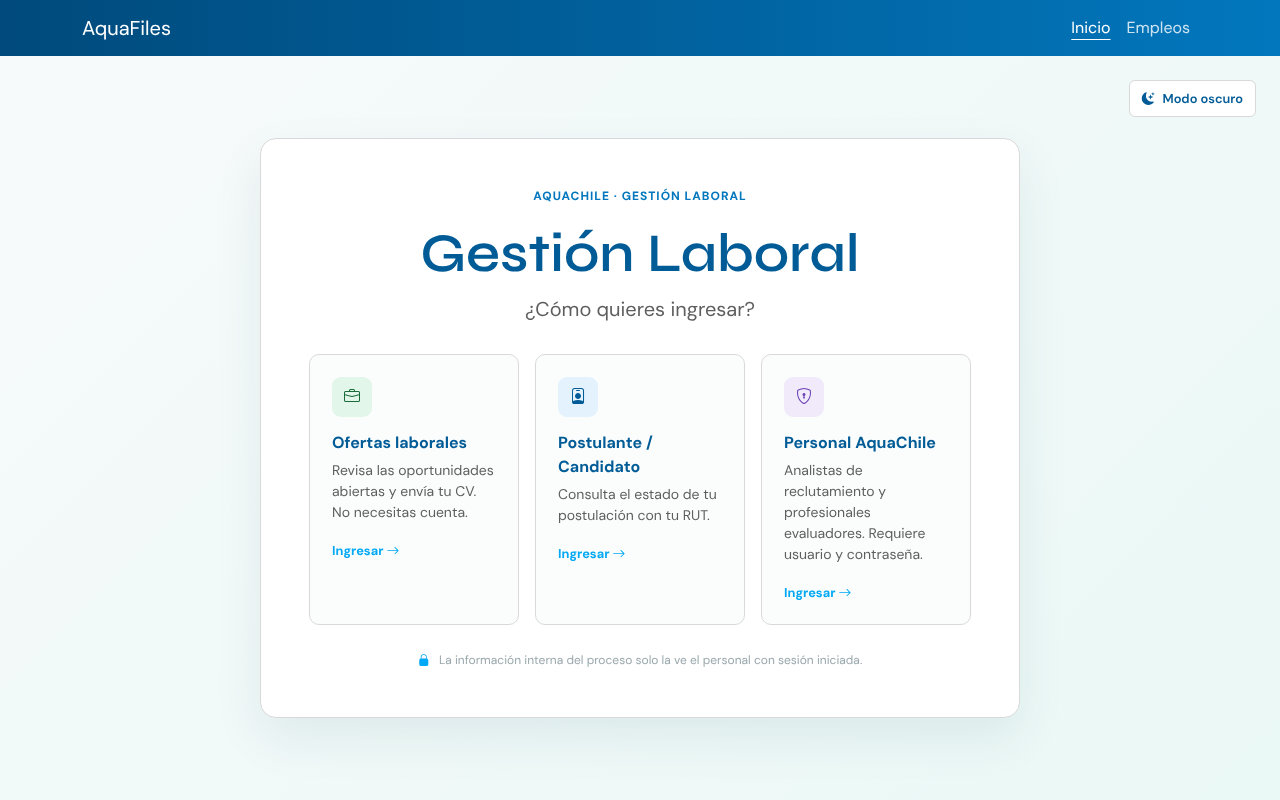 AquaFiles
Inicio Empleos
Modo oscuro
AQUACHILE · GESTIÓN LABORAL
Gestión Laboral
¿Cómo quieres ingresar?
Ofertas laborales
Revisa las oportunidades
abiertas y envía tu CV.
No necesitas cuenta.
Ingresar →
Postulante /
Candidato
Consulta el estado de tu
postulación con tu RUT.
Ingresar →
Personal AquaChile
Analistas de
reclutamiento y
profesionales
evaluadores. Requiere
usuario y contraseña.
Ingresar →
La información interna del proceso solo la ve el personal con sesión iniciada.